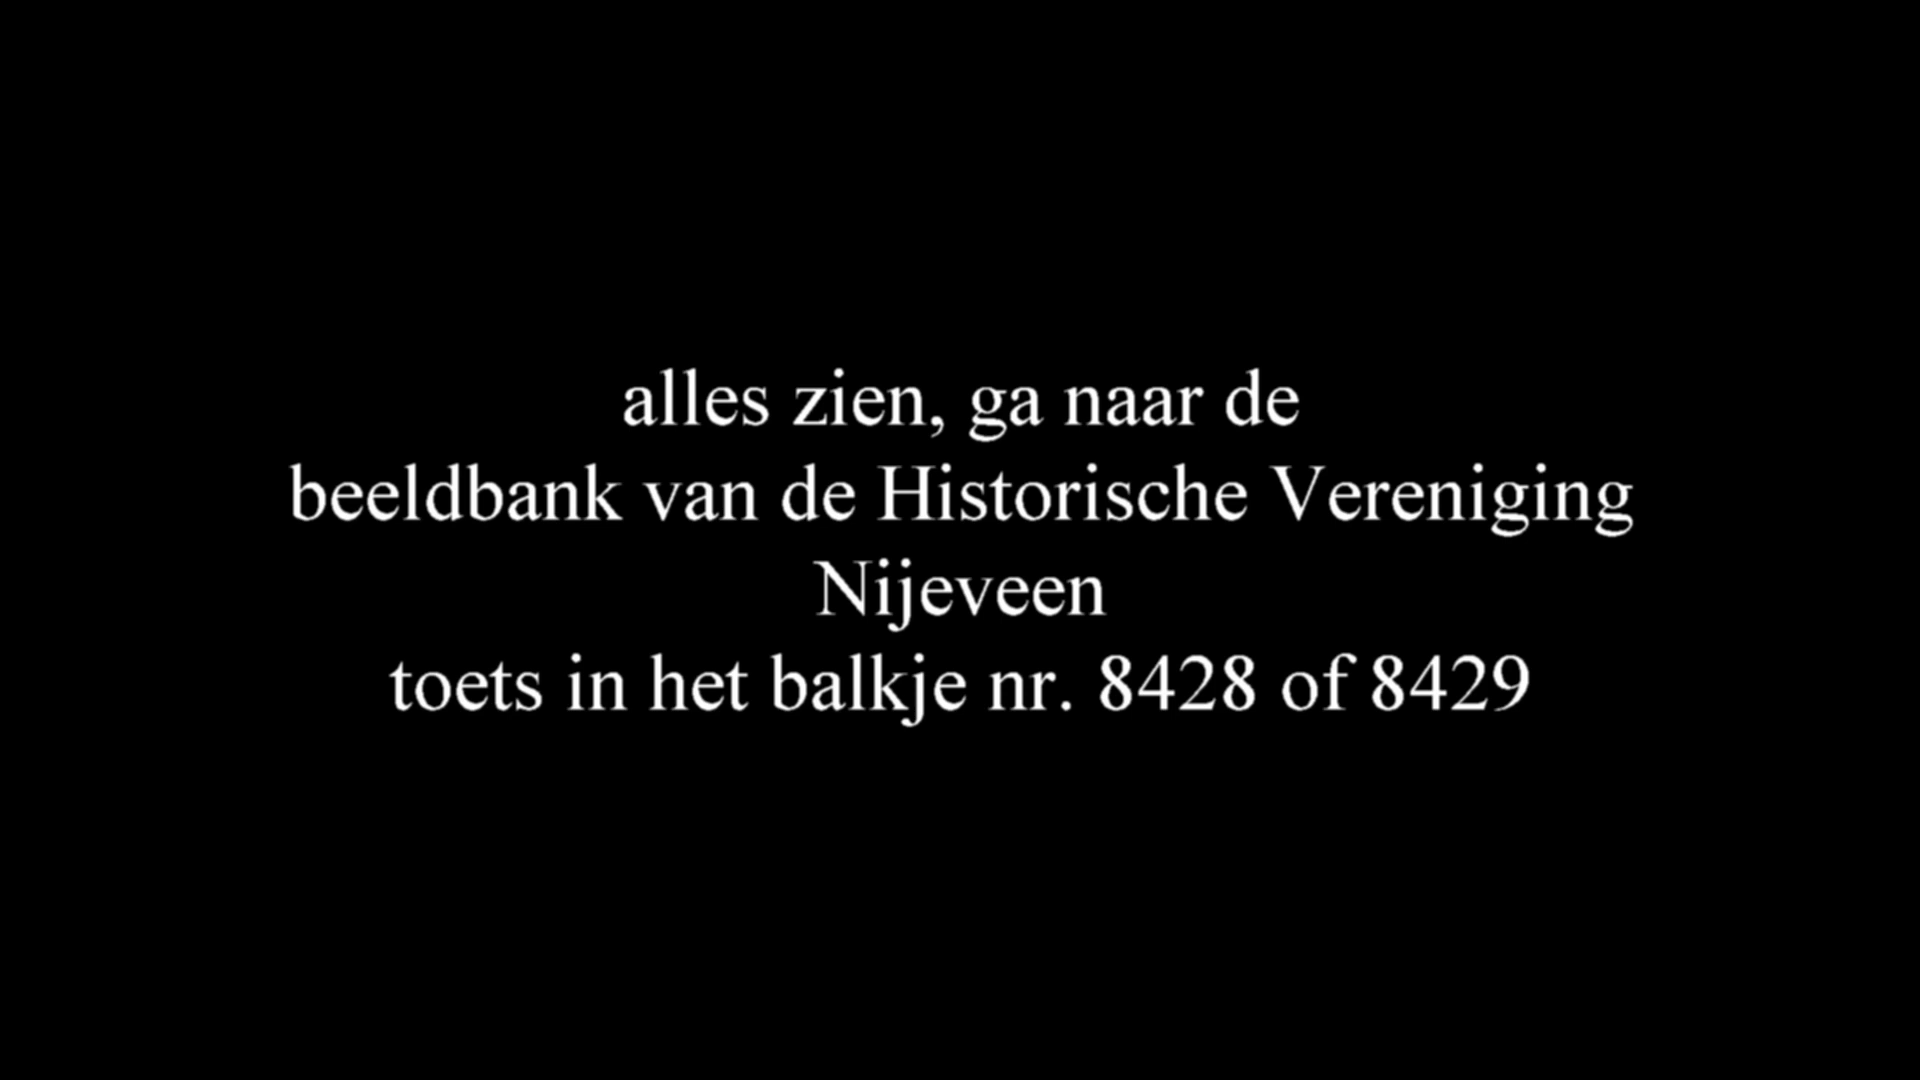 alles zien, ga naar de
beeldbank van de Historische Vereniging
Nijeveen
toets in het balkje nr. 8428 of 8429